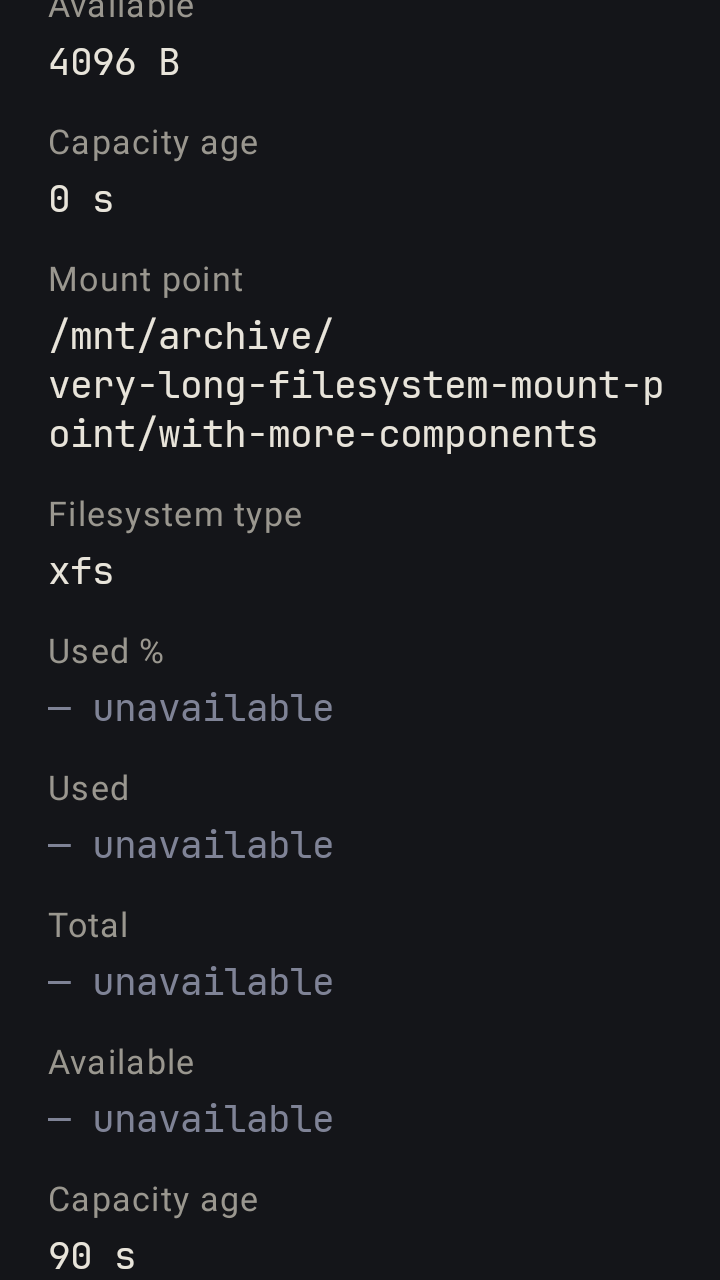 Available
4096 B
Capacity age
0 s
Mount point
/mnt/archive/
very-long-filesystem-mount-p
oint/with-more-components
Filesystem type
xfs
Used %
— unavailable
Used
— unavailable
Total
— unavailable
Available
— unavailable
Capacity age
90 s